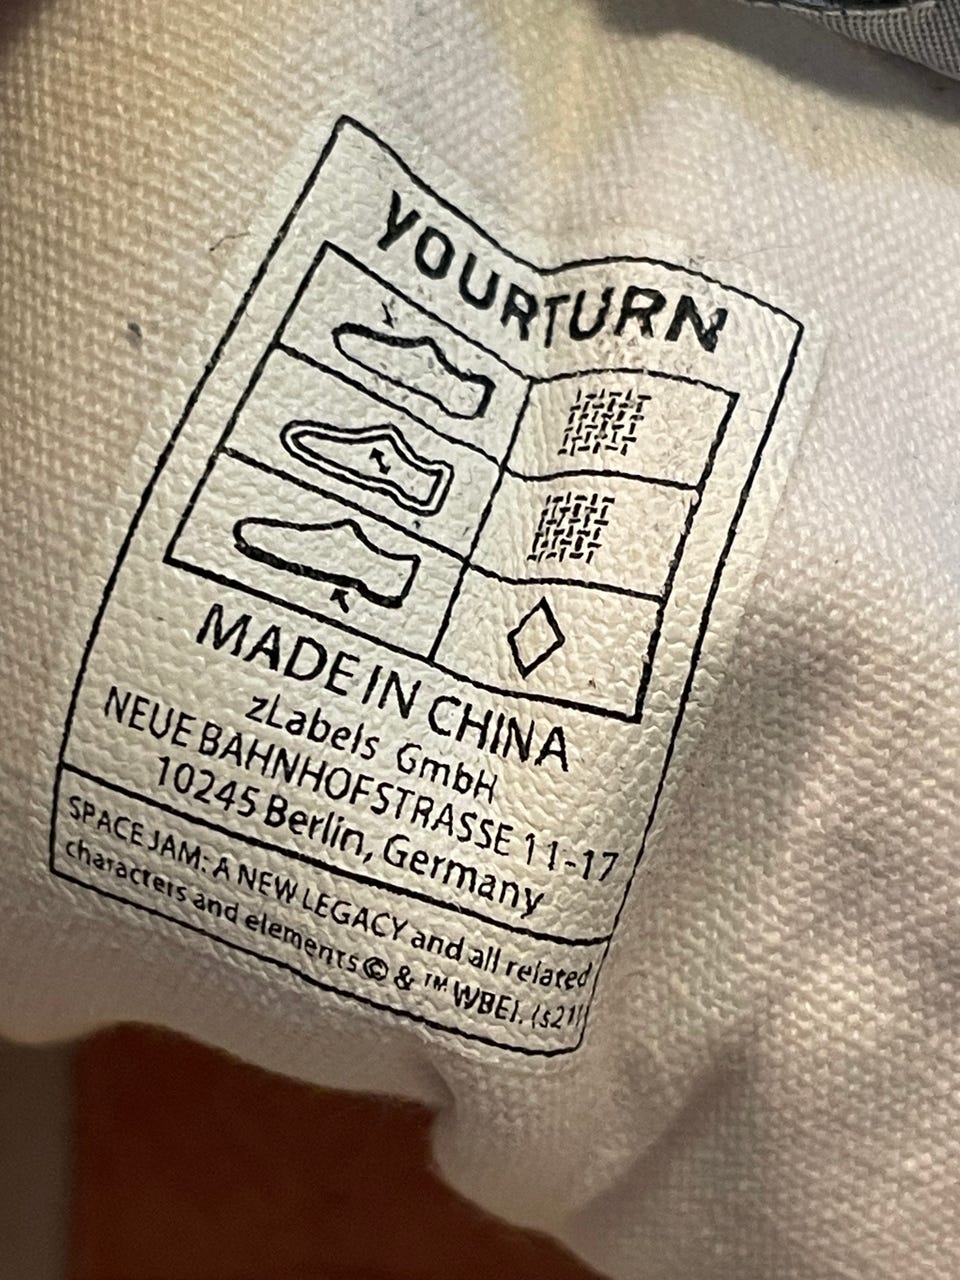 YOURTURN
MADE IN CHINA
zLabels GmbH
NEUE BAHNHOFSTRASSE 11-17
10245 Berlin, Germany
SPACE JAM: A NEW LEGACY and all related
characters and elements © & ™ WBEI. (s21)